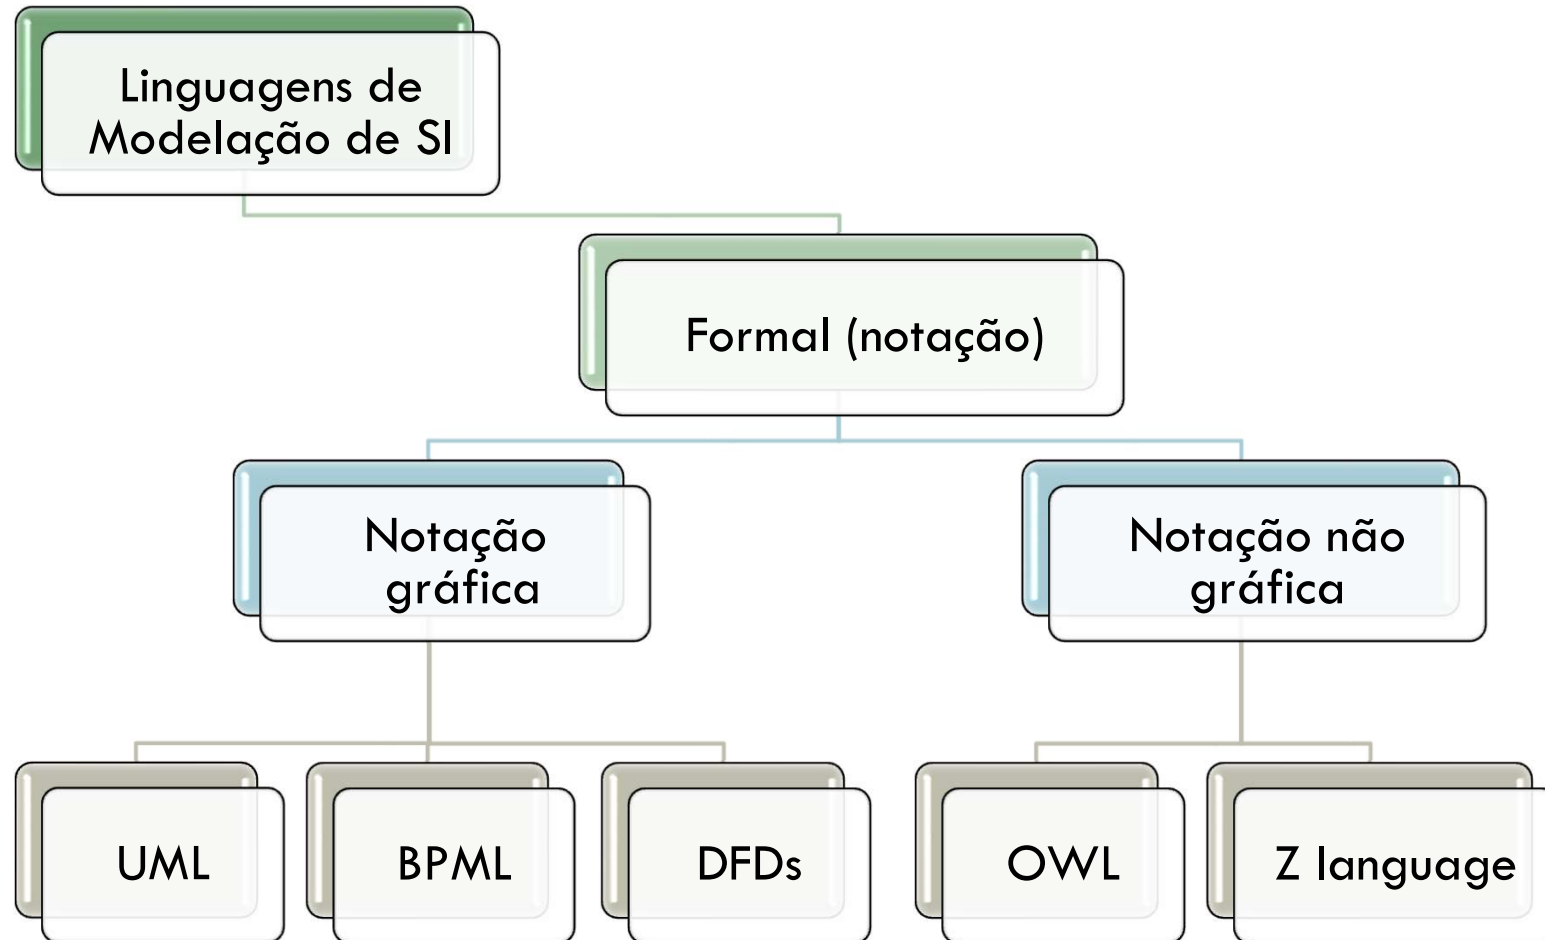 Linguagens de
Modelação de SI
Formal (notação)
Notação
gráfica
Notação não
gráfica
UML
BPML
DFDs
OWL
Z language